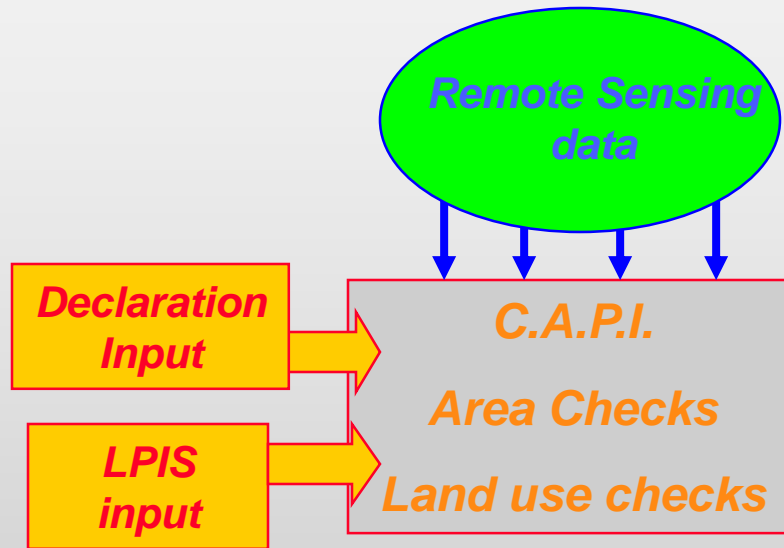 Remote Sensing
data
Declaration
Input
LPIS
input
C.A.P.I.
Area Checks
Land use checks